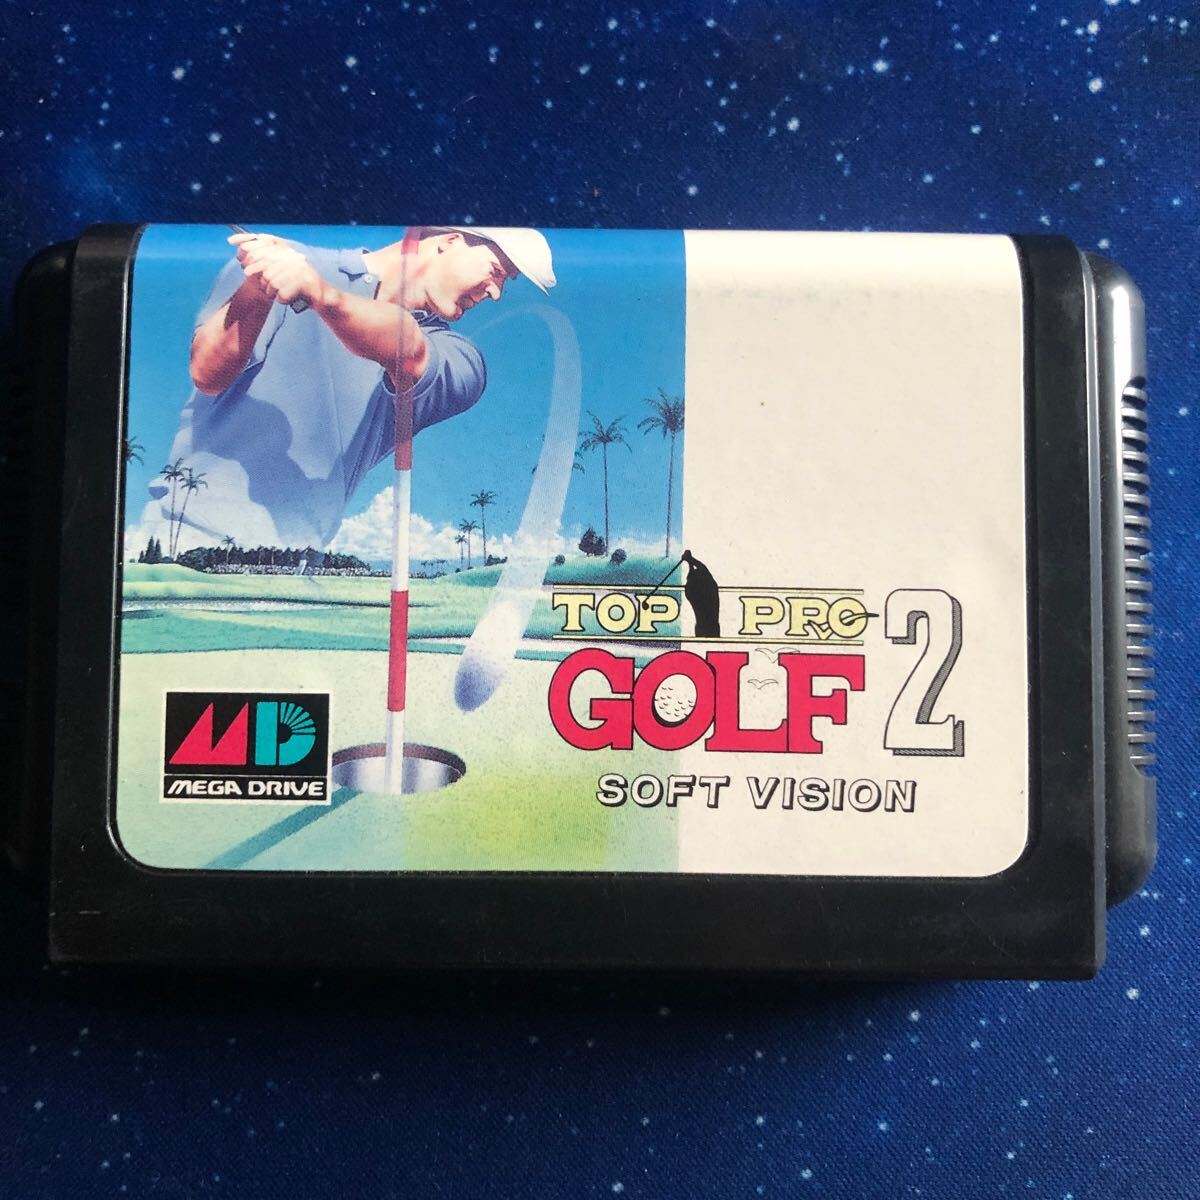 TOP PRO
GOLF 2
SOFT VISION
MD
MEGA DRIVE